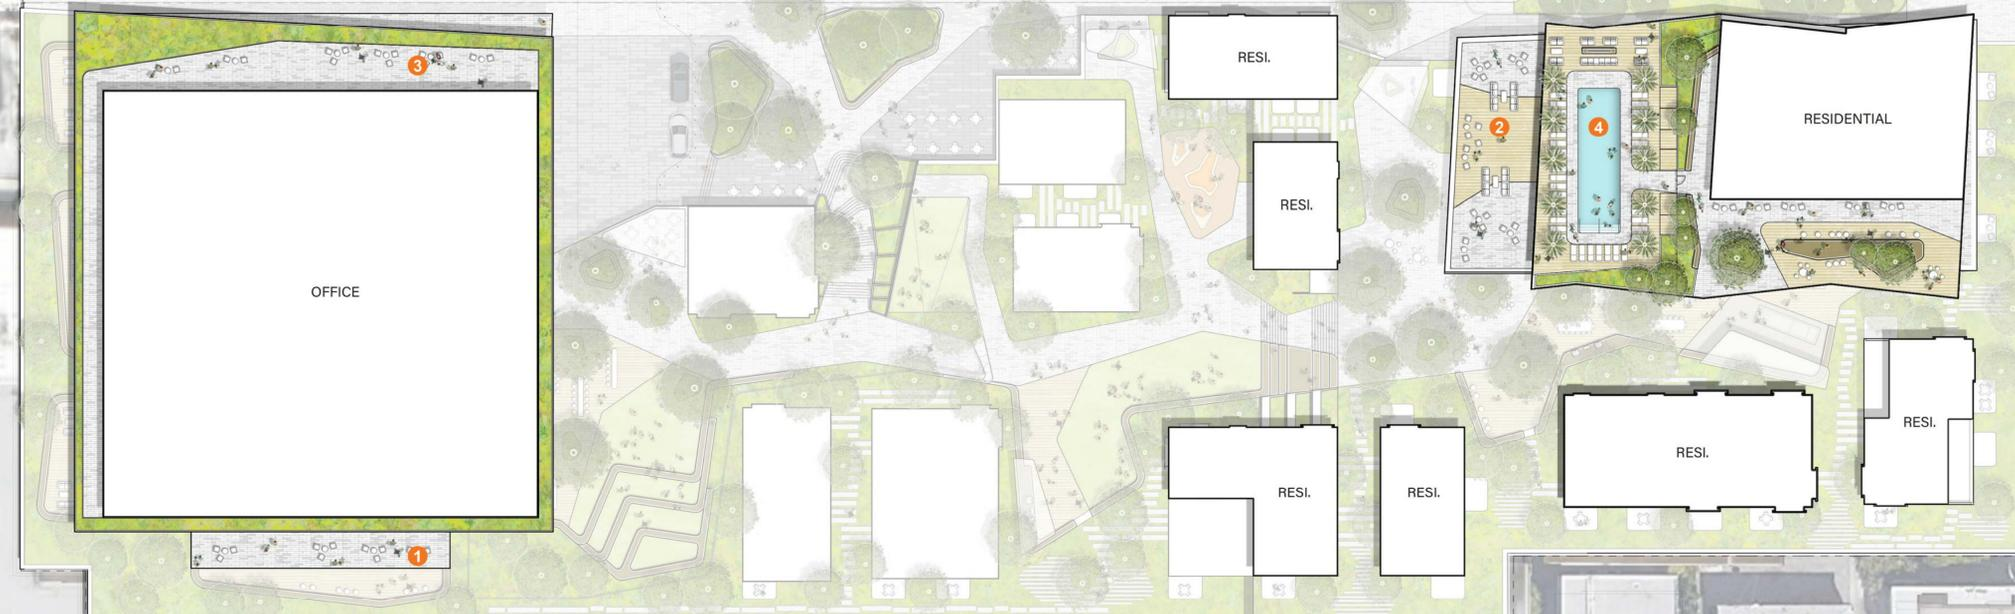 3
RESI.
2
4
RESIDENTIAL
RESI.
OFFICE
RESI.
RESI.
RESI.
RESI.
1